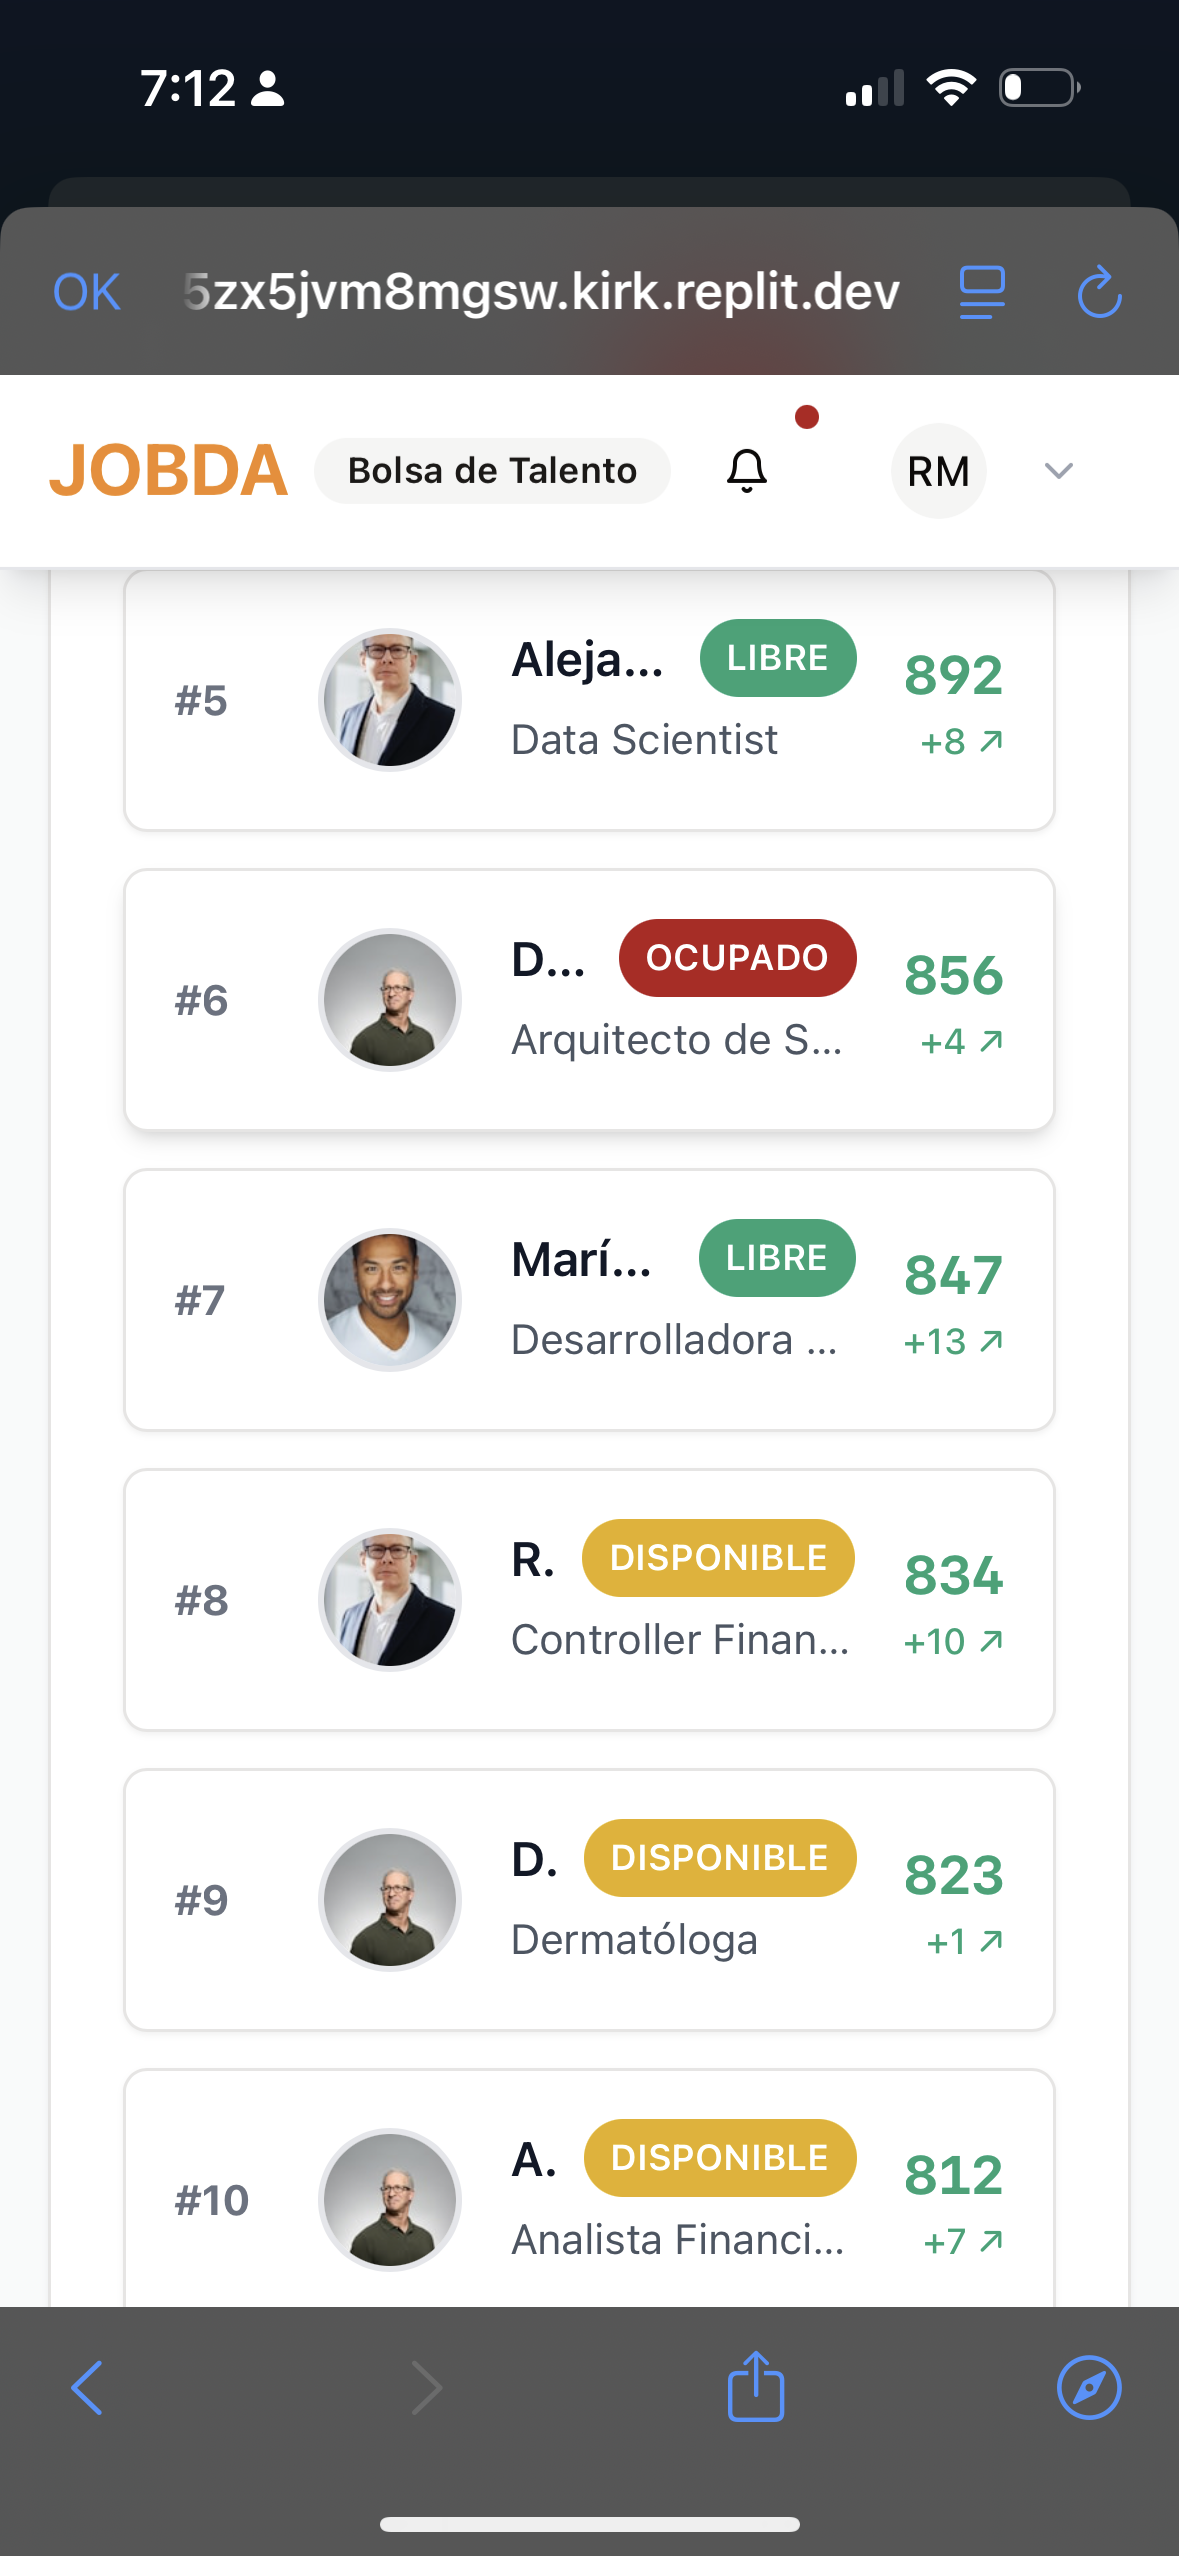 7:12
OK
5zx5jvm8mgsw.kirk.replit.dev
JOBDA
Bolsa de Talento
RM
#5
Aleja...
LIBRE
892
Data Scientist
+8
#6
D...
OCUPADO
856
Arquitecto de S...
+4
#7
Marí...
LIBRE
847
Desarrolladora ...
+13
#8
R.
DISPONIBLE
834
Controller Finan...
+10
#9
D.
DISPONIBLE
823
Dermatóloga
+1
#10
A.
DISPONIBLE
812
Analista Financi...
+7